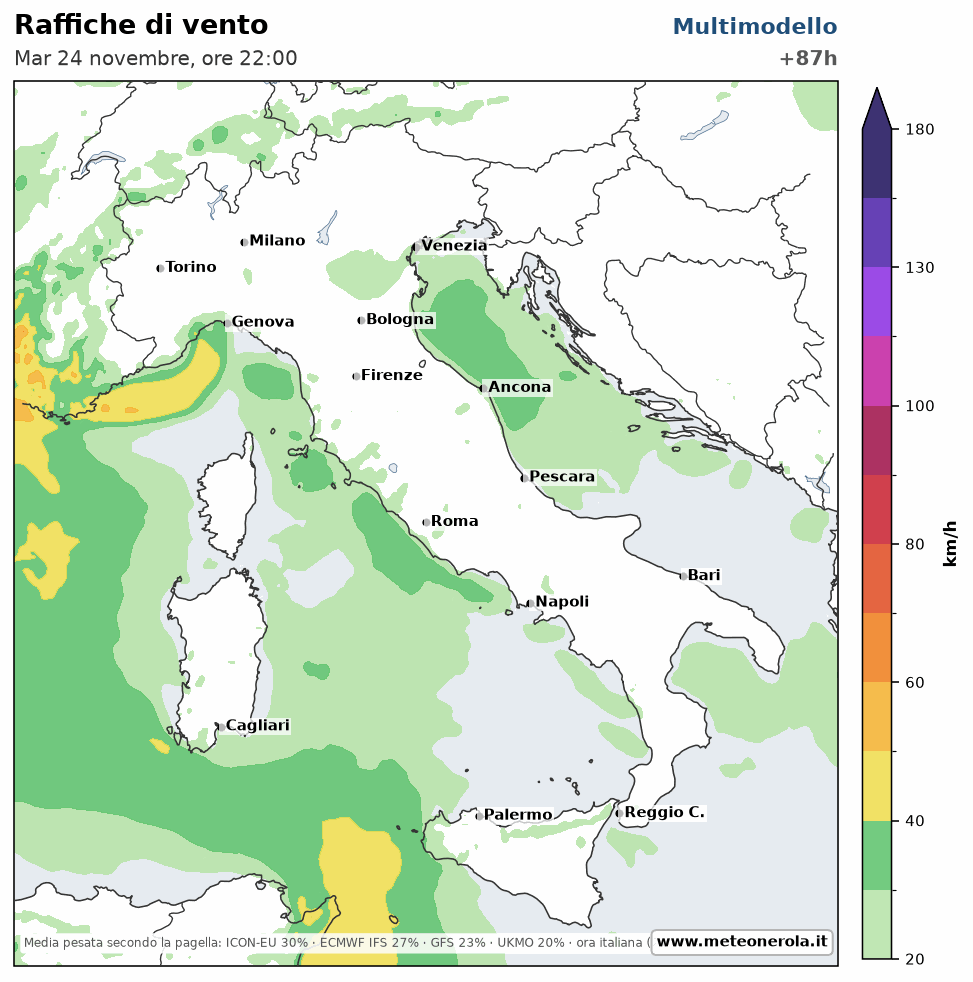 Raffiche di vento
Multimodello
Mar 24 novembre, ore 22:00
+87h
180
Milano
Venezia
Torino
130
Genova
Bologna
Firenze
Ancona
100
Pescara
Roma
km/h
80
Bari
Napoli
60
Cagliari
Palermo
Reggio C.
40
Media pesata secondo la pagella: ICON-EU 30% · ECMWF IFS 27% · GFS 23% · UKMO 20% · ora italiana (
www.meteonerola.it
20